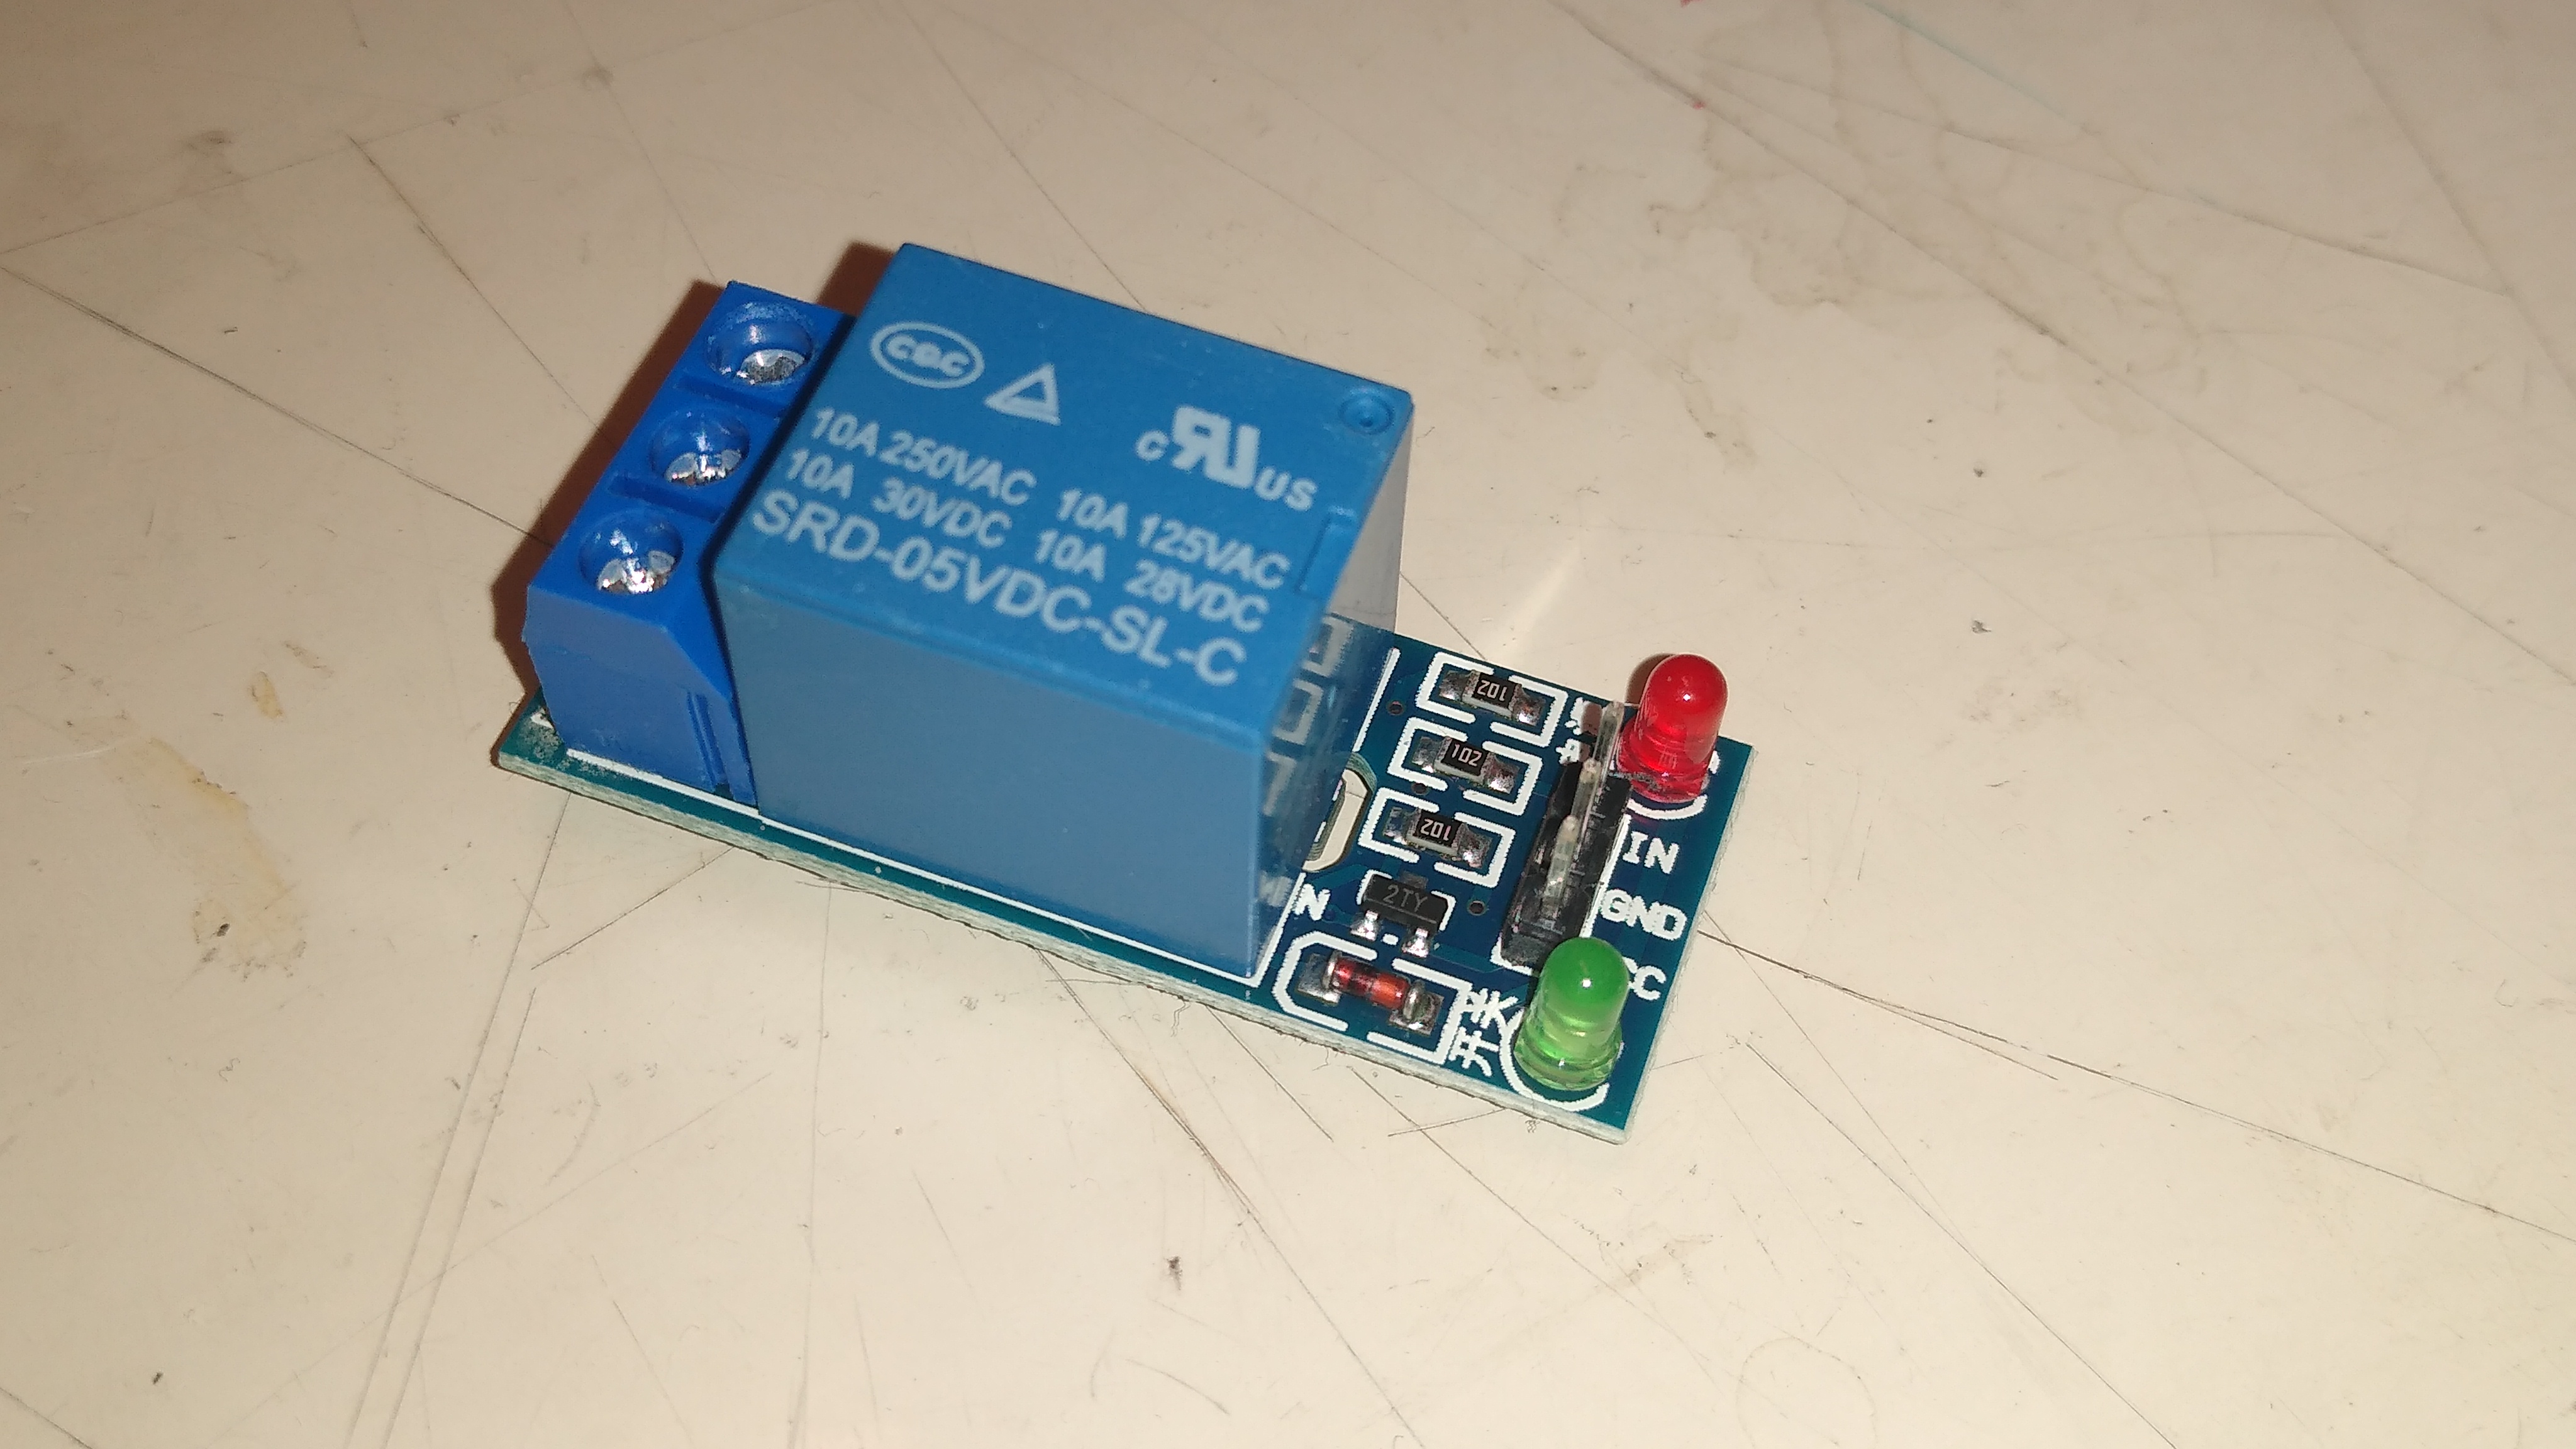 CQC
c RU US
10A 250VAC 10A 125VAC
10A 30VDC 10A 28VDC
SRD-05VDC-SL-C
102
102
102
2TY
IN
GND
开关